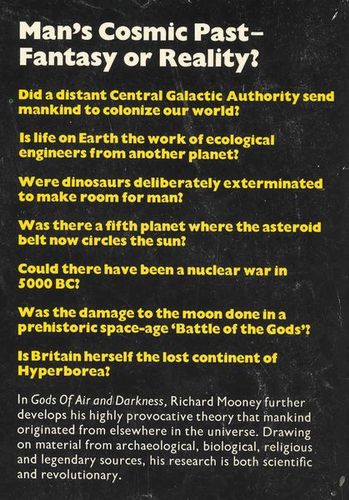 Man's Cosmic Past–
Fantasy or Reality?
Did a distant Central Galactic Authority send
mankind to colonize our world?
Is life on Earth the work of ecological
engineers from another planet?
Were dinosaurs deliberately exterminated
to make room for man?
Was there a fifth planet where the asteroid
belt now circles the sun?
Could there have been a nuclear war in
5000 BC?
Was the damage to the moon done in a
prehistoric space-age 'Battle of the Gods'?
Is Britain herself the lost continent of
Hyperborea?
In Gods Of Air and Darkness, Richard Mooney further
develops his highly provocative theory that mankind
originated from elsewhere in the universe. Drawing
on material from archaeological, biological, religious
and legendary sources, his research is both scientific
and revolutionary.